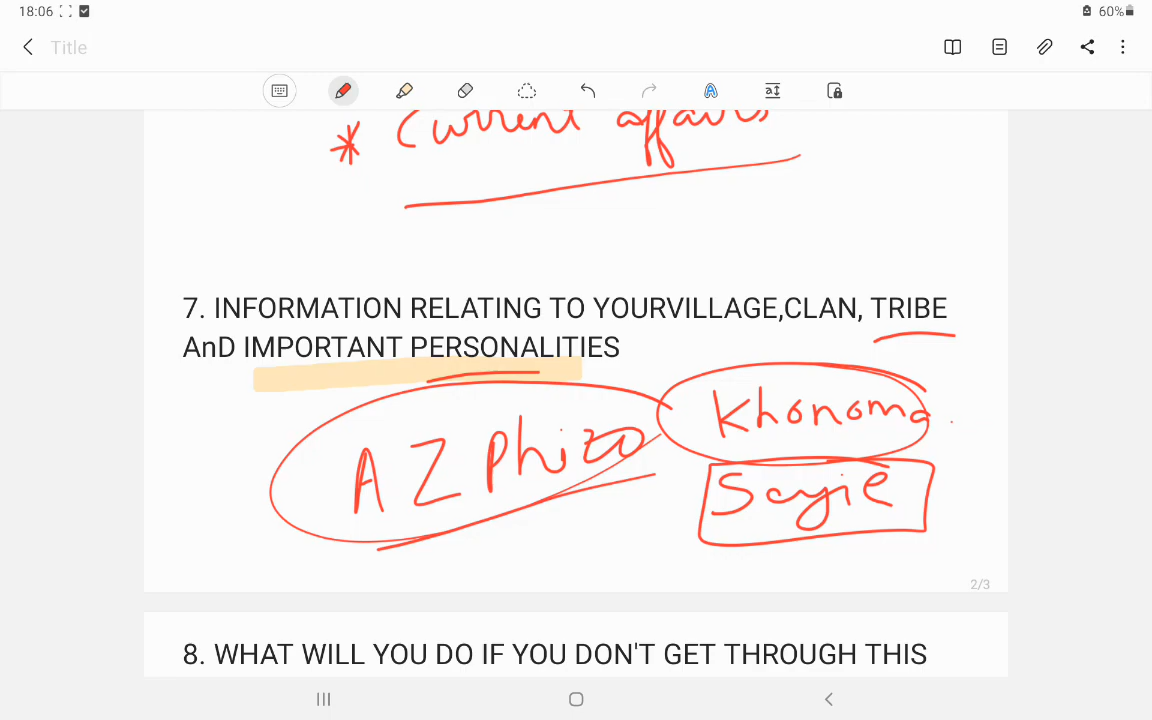 18:06
60%
Title
* Current affairs
7. INFORMATION RELATING TO YOURVILLAGE,CLAN, TRIBE
AnD IMPORTANT PERSONALITIES
A Z Phizo
Khonoma
Sayie
2/3
8. WHAT WILL YOU DO IF YOU DON'T GET THROUGH THIS